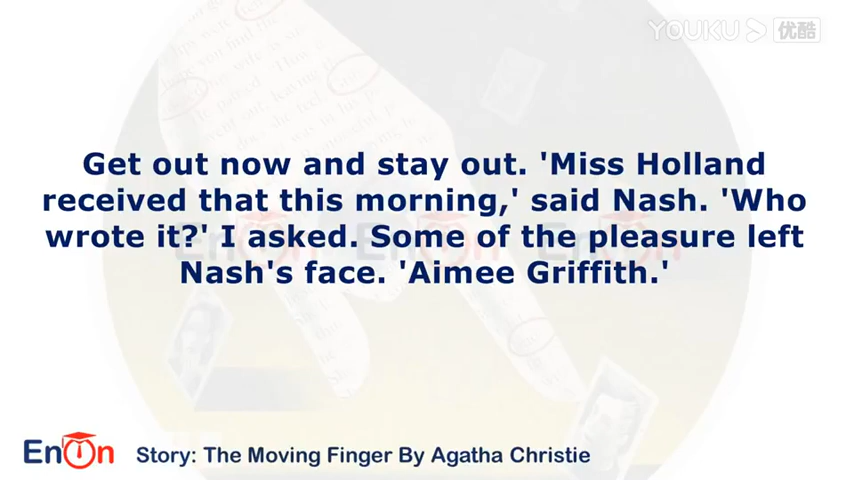 YOUKU 优酷
Get out now and stay out. 'Miss Holland
received that this morning,' said Nash. 'Who
wrote it?' I asked. Some of the pleasure left
Nash's face. 'Aimee Griffith.'
EnOn Story: The Moving Finger By Agatha Christie